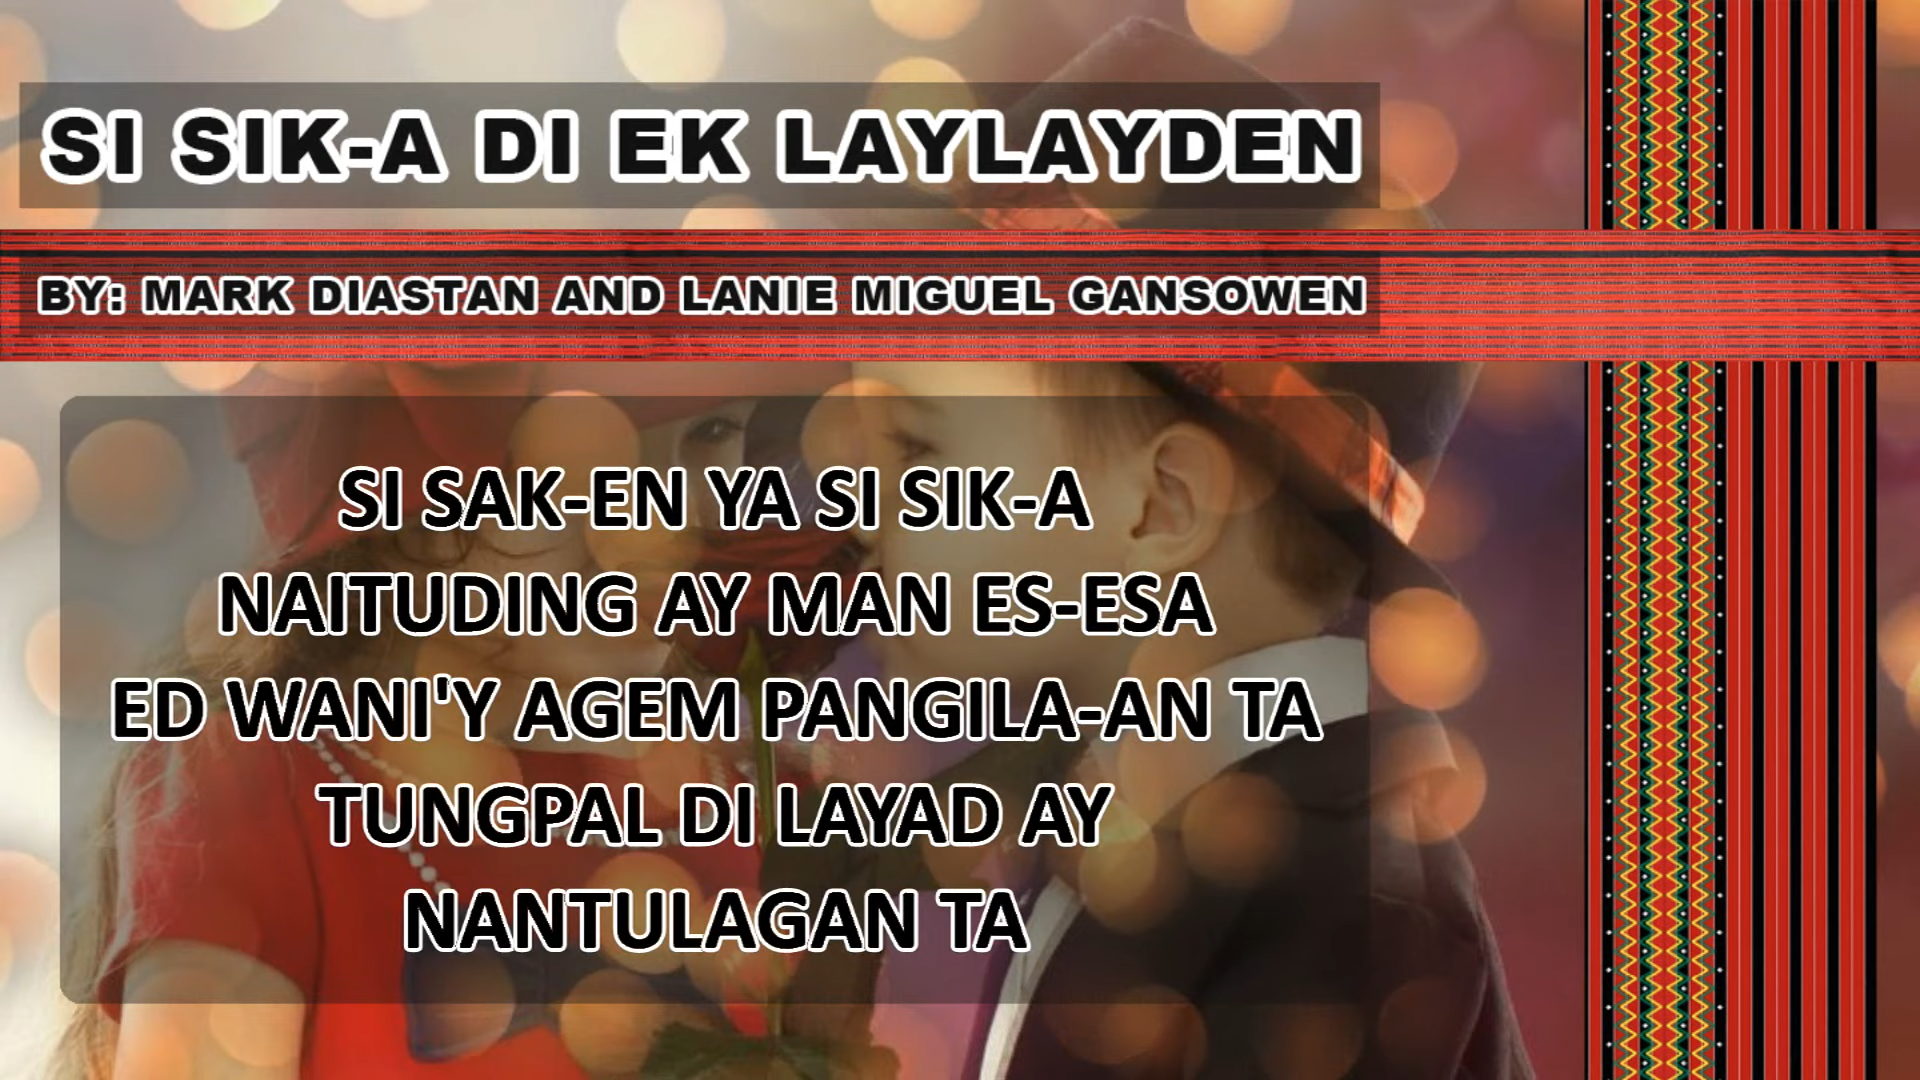 SI SIK-A DI EK LAYLAYDEN
BY: MARK DIASTAN AND LANIE MIGUEL GANSOWEN
SI SAK-EN YA SI SIK-A
NAITUDING AY MAN ES-ESA
ED WANI'Y AGEM PANGILA-AN TA
TUNGPAL DI LAYAD AY
NANTULAGAN TA